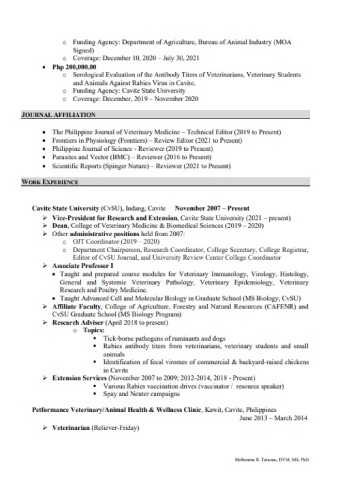 o Funding Agency: Department of Agriculture, Bureau of Animal Industry (MOA
Signed)
o Coverage: December 10, 2020 – July 30, 2021
• Php 200,000.00
o Serological Evaluation of the Antibody Titers of Veterinarians, Veterinary Students
and Animals Against Rabies Virus in Cavite,
o Funding Agency: Cavite State University
o Coverage: December, 2019 – November 2020
JOURNAL AFFILIATION
• The Philippine Journal of Veterinary Medicine – Technical Editor (2019 to Present)
• Frontiers in Physiology (Frontiers) – Review Editor (2021 to Present)
• Philippine Journal of Science - Reviewer (2019 to Present)
• Parasites and Vector (BMC) – Reviewer (2016 to Present)
• Scientific Reports (Spinger Nature) – Reviewer (2021 to Present)
WORK EXPERIENCE
Cavite State University (CvSU), Indang, Cavite November 2007 – Present
➢ Vice-President for Research and Extension, Cavite State University (2021 – present)
➢ Dean, College of Veterinary Medicine & Biomedical Sciences (2019 – 2020)
➢ Other administrative positions held from 2007:
o OJT Coordinator (2019 – 2020)
o Department Chairperson, Research Coordinator, College Secretary, College Registrar,
Editor of CvSU Journal, and University Review Center College Coordinator
➢ Associate Professor I
• Taught and prepared course modules for Veterinary Immunology, Virology, Histology,
General and Systemic Veterinary Pathology, Veterinary Epidemiology, Veterinary
Research and Poultry Medicine.
• Taught Advanced Cell and Molecular Biology in Graduate School (MS Biology, CvSU)
➢ Affiliate Faculty, College of Agriculture, Forestry and Natural Resources (CAFENR) and
CvSU Graduate School (MS Biology Program)
➢ Research Adviser (April 2018 to present)
o Topics:
▪ Tick-borne pathogens of ruminants and dogs
▪ Rabies antibody titers from veterinarians, veterinary students and small
animals
▪ Identification of fecal viromes of commercial & backyard-raised chickens
in Cavite
➢ Extension Services (November 2007 to 2009; 2012-2014, 2018 - Present)
▪ Various Rabies vaccination drives (vaccinator / resource speaker)
▪ Spay and Neuter campaigns
Petformance Veterinary/Animal Health & Wellness Clinic, Kawit, Cavite, Philippines
June 2013 – March 2014
➢ Veterinarian (Reliever-Friday)
DVM, MS, PhD